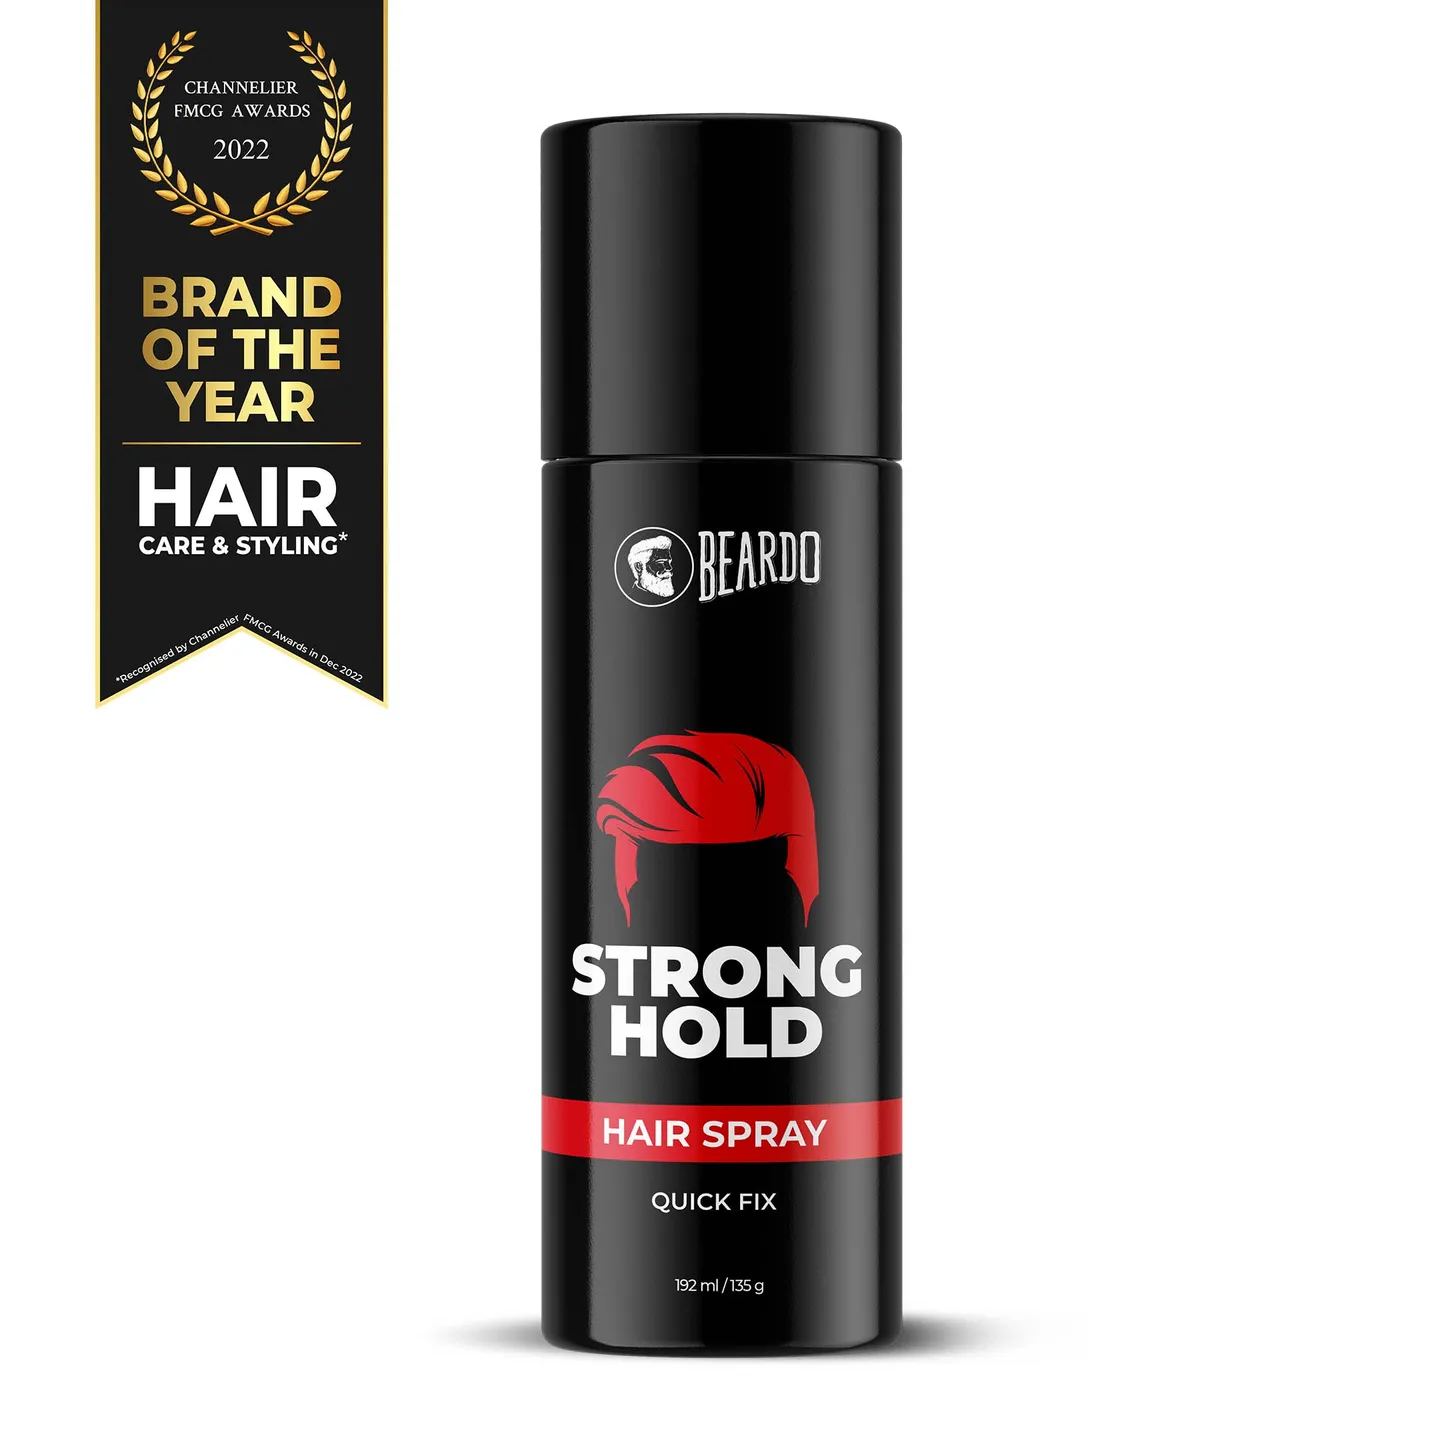 CHANNELIER
FMCG AWARDS
2022
BRAND
OF THE
YEAR
HAIR
CARE & STYLING*
*Recognised by Channelier FMCG Awards in Dec 2022
BEARDO
STRONG
HOLD
HAIR SPRAY
QUICK FIX
192 ml / 135 g